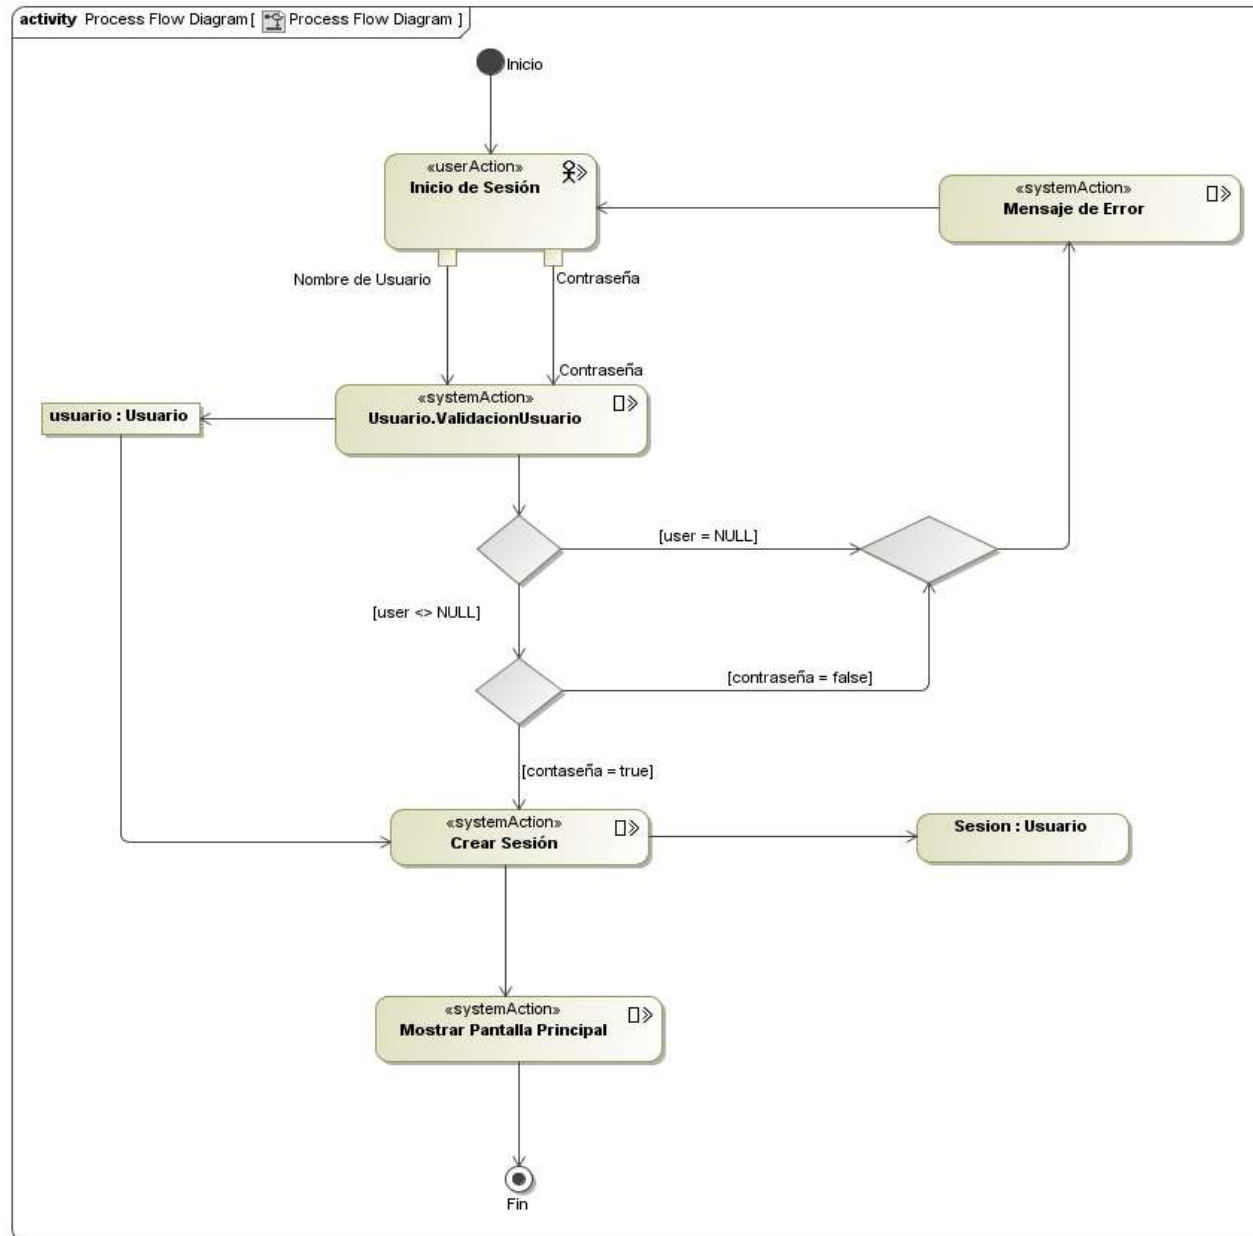 activity Process Flow Diagram [ Process Flow Diagram ]
Inicio
«userAction»
Inicio de Sesión
«systemAction»
Mensaje de Error
Nombre de Usuario
Contraseña
Contraseña
«systemAction»
Usuario.ValidacionUsuario
usuario : Usuario
[user = NULL]
[user <> NULL]
[contraseña = false]
[contaseña = true]
«systemAction»
Crear Sesión
Sesion : Usuario
«systemAction»
Mostrar Pantalla Principal
Fin